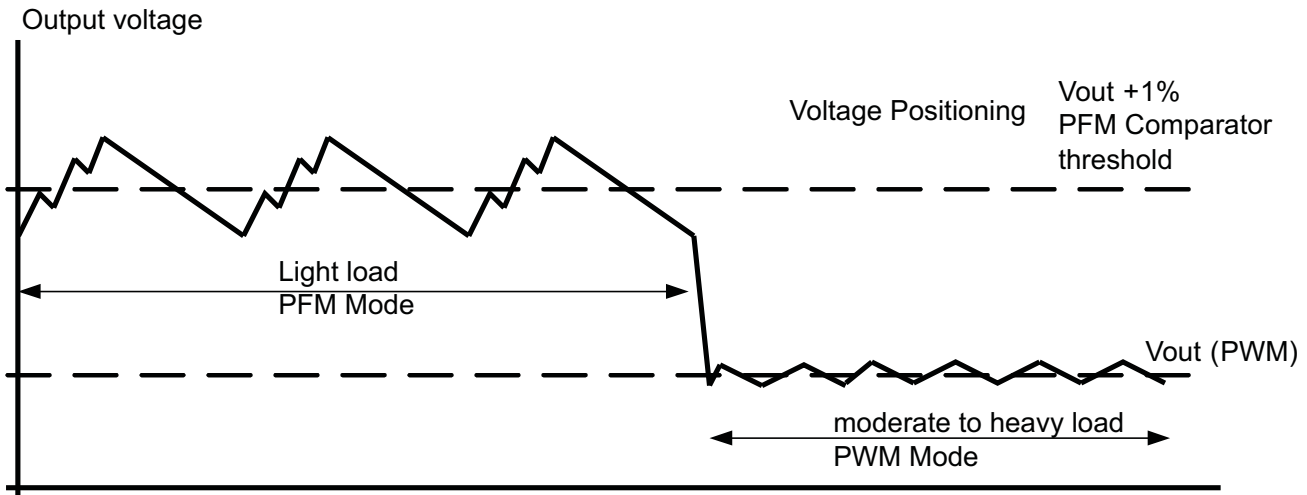 Output voltage
Voltage Positioning
Vout +1%
PFM Comparator
threshold
Light load
PFM Mode
Vout (PWM)
moderate to heavy load
PWM Mode